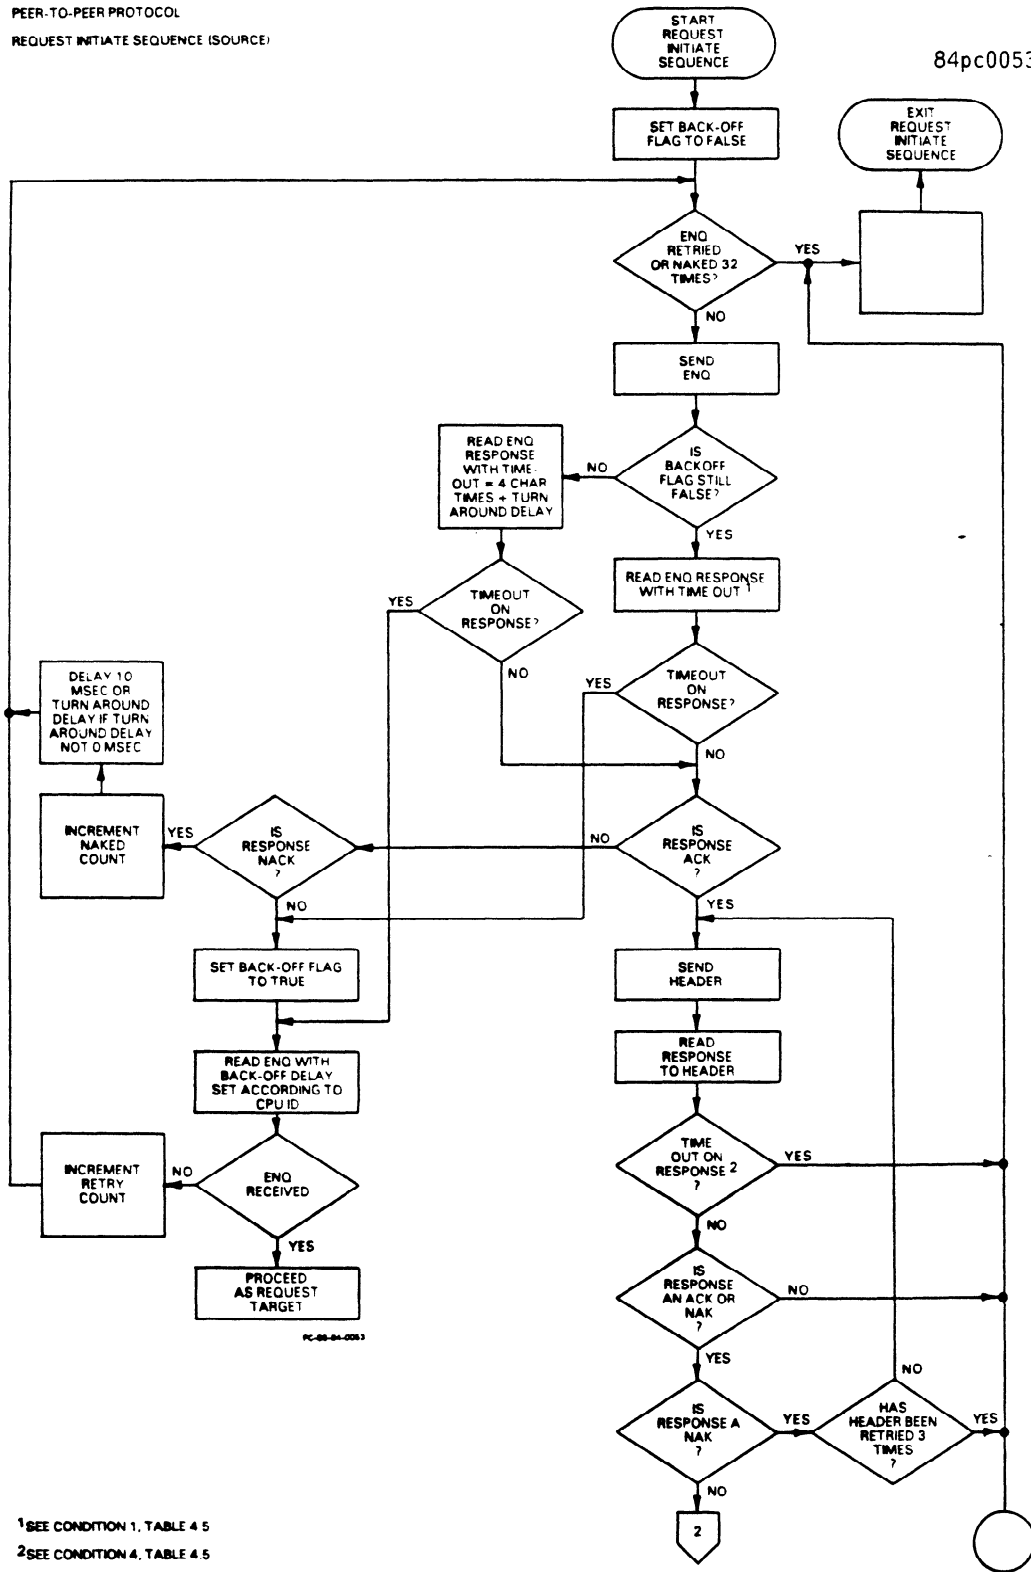 PEER-TO-PEER PROTOCOL
REQUEST INITIATE SEQUENCE (SOURCE)
84pc0053
START
REQUEST
INITIATE
SEQUENCE
SET BACK-OFF
FLAG TO FALSE
EXIT
REQUEST
INITIATE
SEQUENCE
ENQ
RETRIED
OR NAKED 32
TIMES?
YES
NO
SEND
ENQ
IS
BACKOFF
FLAG STILL
FALSE?
NO
YES
READ ENQ
RESPONSE
WITH TIME-
OUT = 4 CHAR
TIMES + TURN
AROUND DELAY
READ ENQ RESPONSE
WITH TIME OUT 1
TIMEOUT
ON
RESPONSE?
YES
NO
TIMEOUT
ON
RESPONSE?
YES
NO
DELAY 10
MSEC OR
TURN AROUND
DELAY IF TURN
AROUND DELAY
NOT 0 MSEC
INCREMENT
NAKED
COUNT
YES
IS
RESPONSE
NACK
?
NO
NO
IS
RESPONSE
ACK
?
YES
SET BACK-OFF FLAG
TO TRUE
SEND
HEADER
READ ENQ WITH
BACK-OFF DELAY
SET ACCORDING TO
CPU ID
READ
RESPONSE
TO HEADER
INCREMENT
RETRY
COUNT
NO
ENQ
RECEIVED
YES
TIME
OUT ON
RESPONSE 2
?
YES
NO
PROCEED
AS REQUEST
TARGET
PC-S8-84-0053
IS
RESPONSE
AN ACK OR
NAK
?
NO
YES
IS
RESPONSE A
NAK
?
YES
NO
HAS
HEADER BEEN
RETRIED 3
TIMES
?
NO
YES
2
1 SEE CONDITION 1, TABLE 4.5
2 SEE CONDITION 4, TABLE 4.5